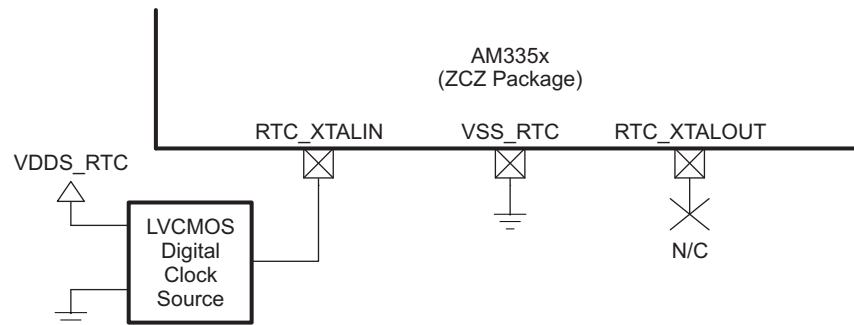 AM335x
(ZCZ Package)
RTC_XTALIN
VSS_RTC
RTC_XTALOUT
VDDS_RTC
LVCMOS
Digital
Clock
Source
N/C